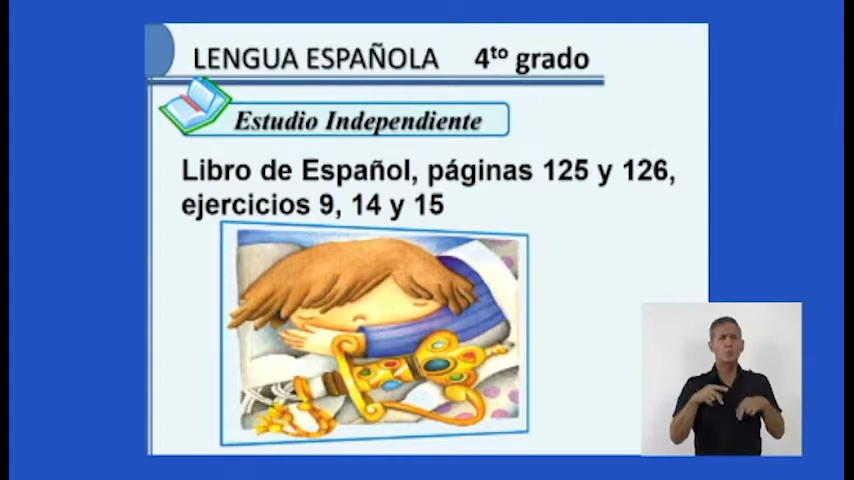 LENGUA ESPAÑOLA 4to grado
Estudio Independiente
Libro de Español, páginas 125 y 126,
ejercicios 9, 14 y 15